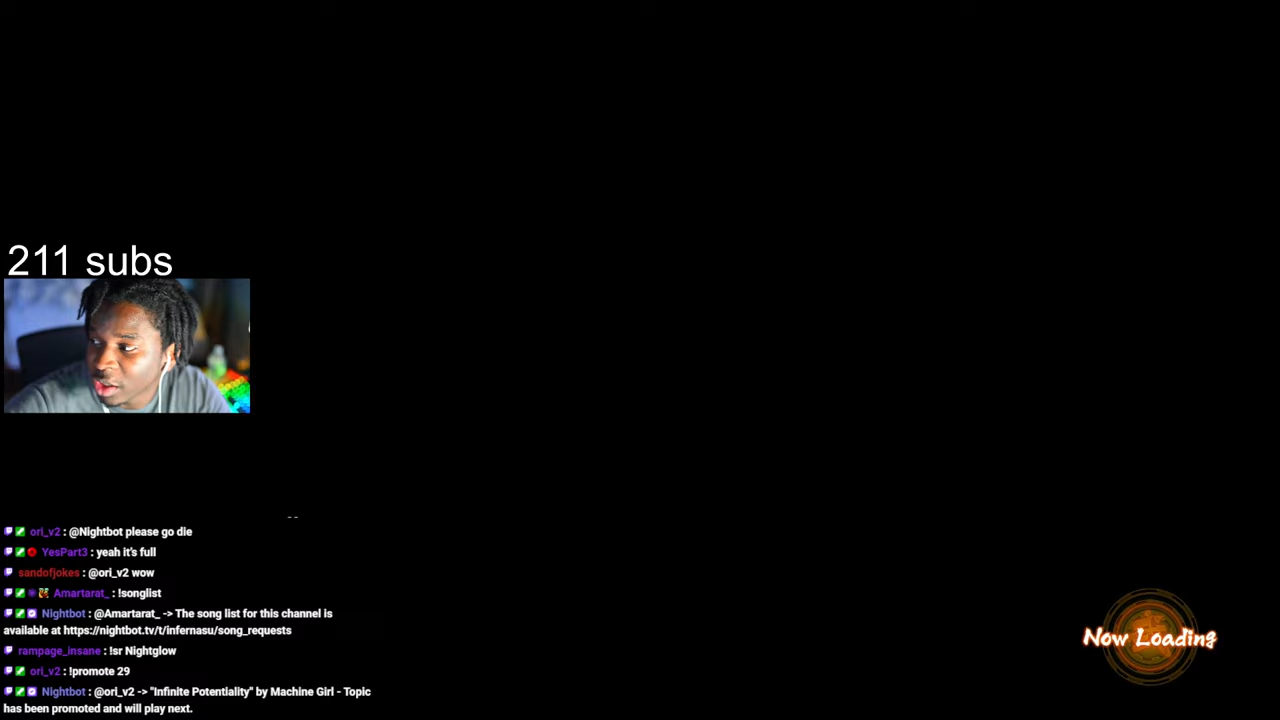 211 subs
ori_v2 : @Nightbot please go die
YesPart3 : yeah it's full
sandofjokes : @ori_v2 wow
Amartarat_ : !songlist
Nightbot : @Amartarat_ -> The song list for this channel is
available at https://nightbot.tv/t/infernasu/song_requests
rampage_insane : !sr Nightglow
ori_v2 : !promote 29
Nightbot : @ori_v2 -> "Infinite Potentiality" by Machine Girl - Topic
has been promoted and will play next.
Now Loading